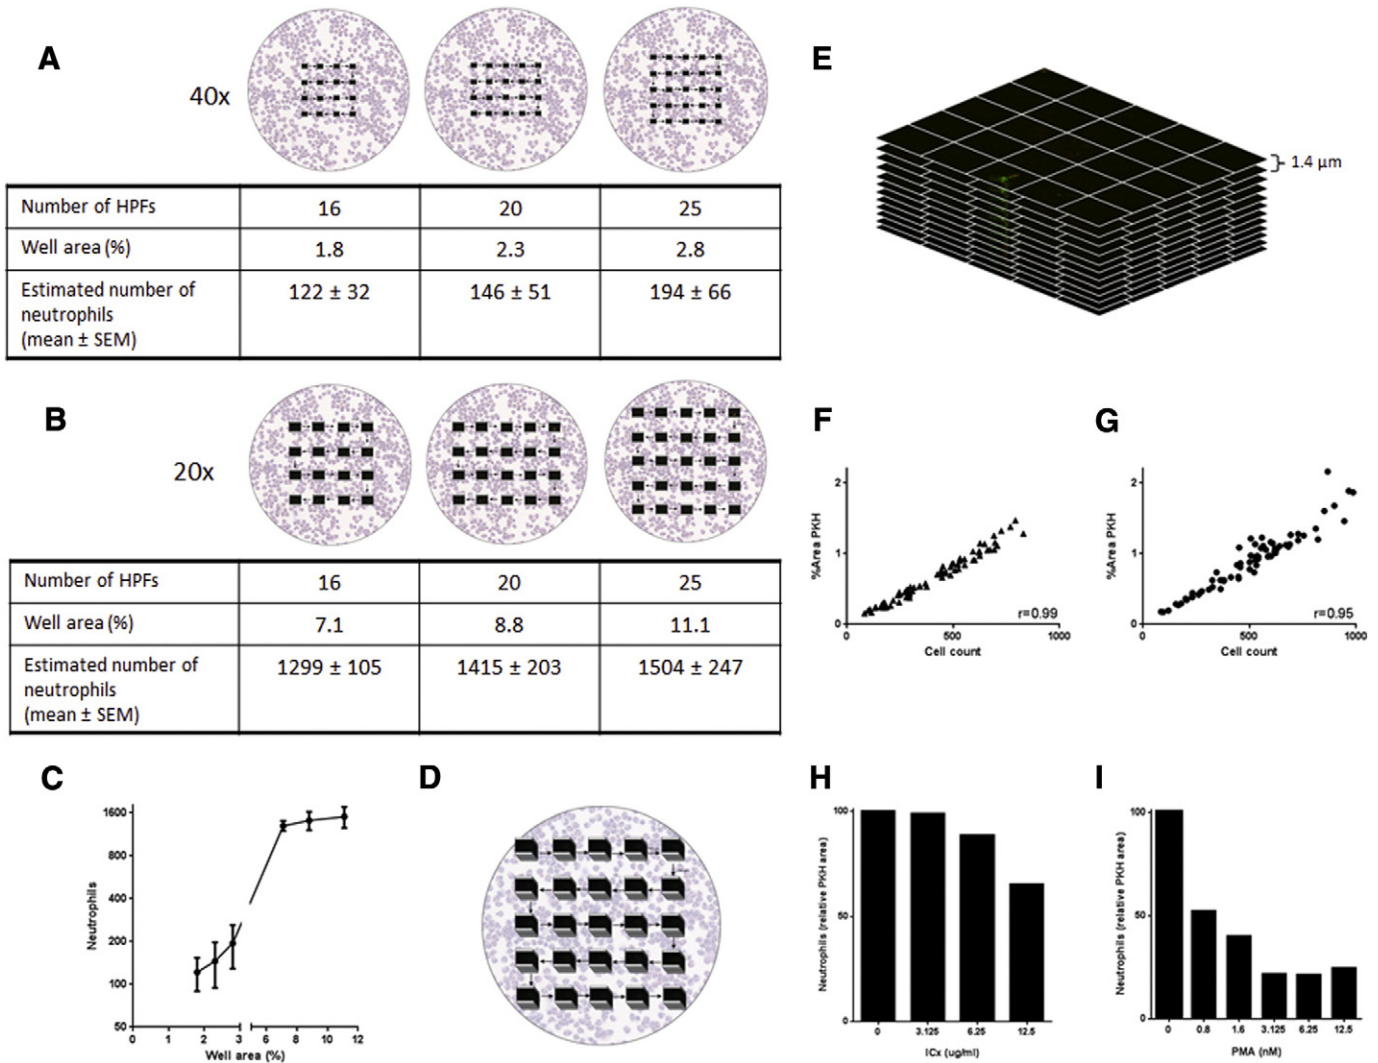 A
40x
Number of HPFs 16 20 25
Well area (%) 1.8 2.3 2.8
Estimated number of
neutrophils
(mean ± SEM) 122 ± 32 146 ± 51 194 ± 66
B
20x
Number of HPFs 16 20 25
Well area (%) 7.1 8.8 11.1
Estimated number of
neutrophils
(mean ± SEM) 1299 ± 105 1415 ± 203 1504 ± 247
C
Neutrophils
1600
800
400
200
100
50
0 1 2 3 6 8 10 12
Well area (%)
D
E
1.4 μm
F
%Area PKH
2
1
0
r=0.99
0 500 1000
Cell count
G
%Area PKH
2
1
0
r=0.95
0 500 1000
Cell count
H
Neutrophils (relative PKH area)
100
50
0
0 3.125 6.25 12.5
ICx (ug/ml)
I
Neutrophils (relative PKH area)
100
50
0
0 0.8 1.6 3.125 6.25 12.5
PMA (nM)